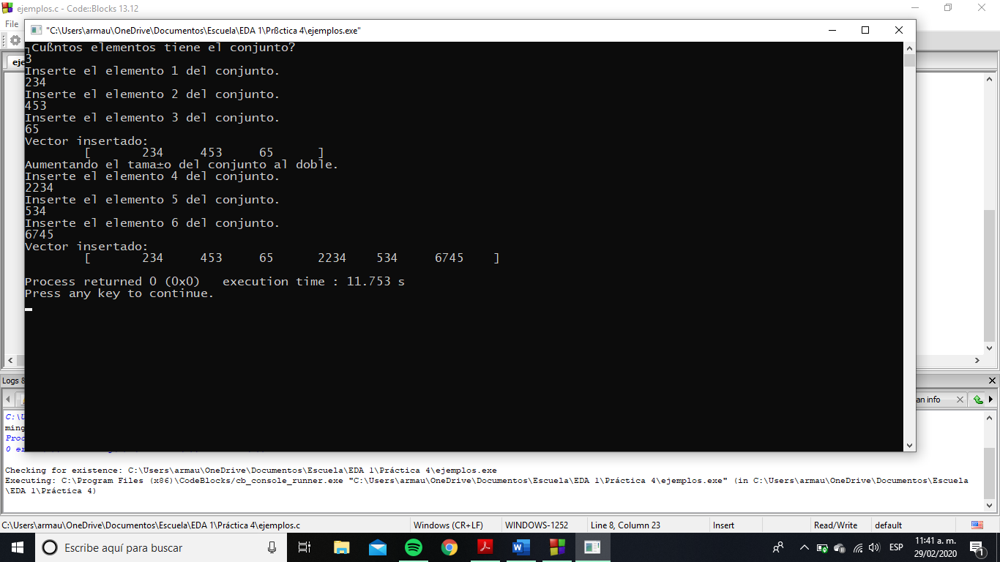 ejemplos.c - Code::Blocks 13.12
File
"C:\Users\armau\OneDrive\Documentos\Escuela\EDA 1\Prßctica 4\ejemplos.exe"
┐Cußntos elementos tiene el conjunto?
3
Inserte el elemento 1 del conjunto.
234
Inserte el elemento 2 del conjunto.
453
Inserte el elemento 3 del conjunto.
65
Vector insertado:
[ 234 453 65 ]
Aumentando el tama±o del conjunto al doble.
Inserte el elemento 4 del conjunto.
2234
Inserte el elemento 5 del conjunto.
534
Inserte el elemento 6 del conjunto.
6745
Vector insertado:
[ 234 453 65 2234 534 6745 ]
Process returned 0 (0x0) execution time : 11.753 s
Press any key to continue.
Logs &
an info
Checking for existence: C:\Users\armau\OneDrive\Documentos\Escuela\EDA 1\Práctica 4\ejemplos.exe
Executing: C:\Program Files (x86)\CodeBlocks/cb_console_runner.exe "C:\Users\armau\OneDrive\Documentos\Escuela\EDA 1\Práctica 4\ejemplos.exe" (in C:\Users\armau\OneDrive\Documentos\Escuela
\EDA 1\Práctica 4)
C:\Users\armau\OneDrive\Documentos\Escuela\EDA 1\Práctica 4\ejemplos.c Windows (CR+LF) WINDOWS-1252 Line 8, Column 23 Insert Read/Write default
Escribe aquí para buscar
ESP
11:41 a. m.
29/02/2020
1